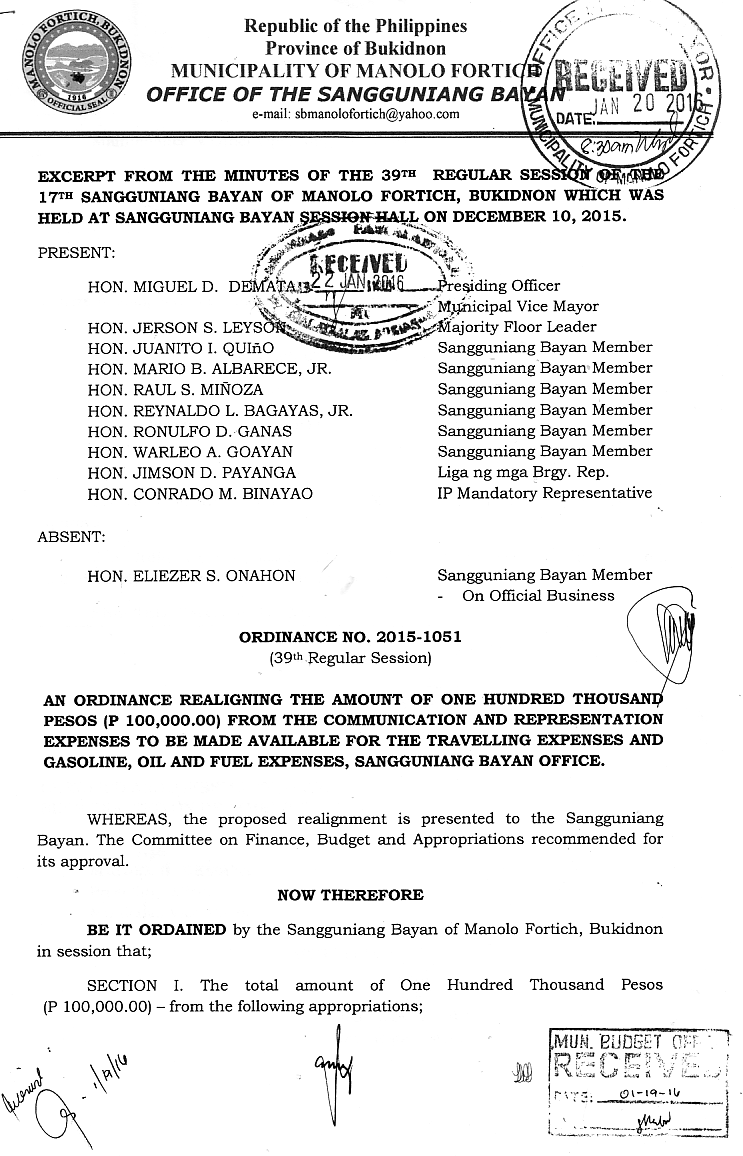 MANOLO FORTICH, BUKIDNON
1916
OFFICIAL SEAL
Republic of the Philippines
Province of Bukidnon
MUNICIPALITY OF MANOLO FORTICH
OFFICE OF THE SANGGUNIANG BAYAN
e-mail: sbmanolofortich@yahoo.com
RECEIVED
JAN 20 2016
DATE:
8:30am
EXCERPT FROM THE MINUTES OF THE 39TH REGULAR SESSION OF THE
17TH SANGGUNIANG BAYAN OF MANOLO FORTICH, BUKIDNON WHICH WAS
HELD AT SANGGUNIANG BAYAN SESSION HALL ON DECEMBER 10, 2015.
PRESENT:
RECEIVED
22 JAN 2016
HON. MIGUEL D. DEMATA Presiding Officer
Municipal Vice Mayor
HON. JERSON S. LEYSON Majority Floor Leader
HON. JUANITO I. QUIñO Sangguniang Bayan Member
HON. MARIO B. ALBARECE, JR. Sangguniang Bayan Member
HON. RAUL S. MIÑOZA Sangguniang Bayan Member
HON. REYNALDO L. BAGAYAS, JR. Sangguniang Bayan Member
HON. RONULFO D. GANAS Sangguniang Bayan Member
HON. WARLEO A. GOAYAN Sangguniang Bayan Member
HON. JIMSON D. PAYANGA Liga ng mga Brgy. Rep.
HON. CONRADO M. BINAYAO IP Mandatory Representative
ABSENT:
HON. ELIEZER S. ONAHON Sangguniang Bayan Member
- On Official Business
ORDINANCE NO. 2015-1051
(39th Regular Session)
AN ORDINANCE REALIGNING THE AMOUNT OF ONE HUNDRED THOUSAND
PESOS (P 100,000.00) FROM THE COMMUNICATION AND REPRESENTATION
EXPENSES TO BE MADE AVAILABLE FOR THE TRAVELLING EXPENSES AND
GASOLINE, OIL AND FUEL EXPENSES, SANGGUNIANG BAYAN OFFICE.
WHEREAS, the proposed realignment is presented to the Sangguniang
Bayan. The Committee on Finance, Budget and Appropriations recommended for
its approval.
NOW THEREFORE
BE IT ORDAINED by the Sangguniang Bayan of Manolo Fortich, Bukidnon
in session that;
SECTION I. The total amount of One Hundred Thousand Pesos
(P 100,000.00) – from the following appropriations;
1/19/16
MUN. BUDGET OFF
RECEIVED
DATE: 01-19-16